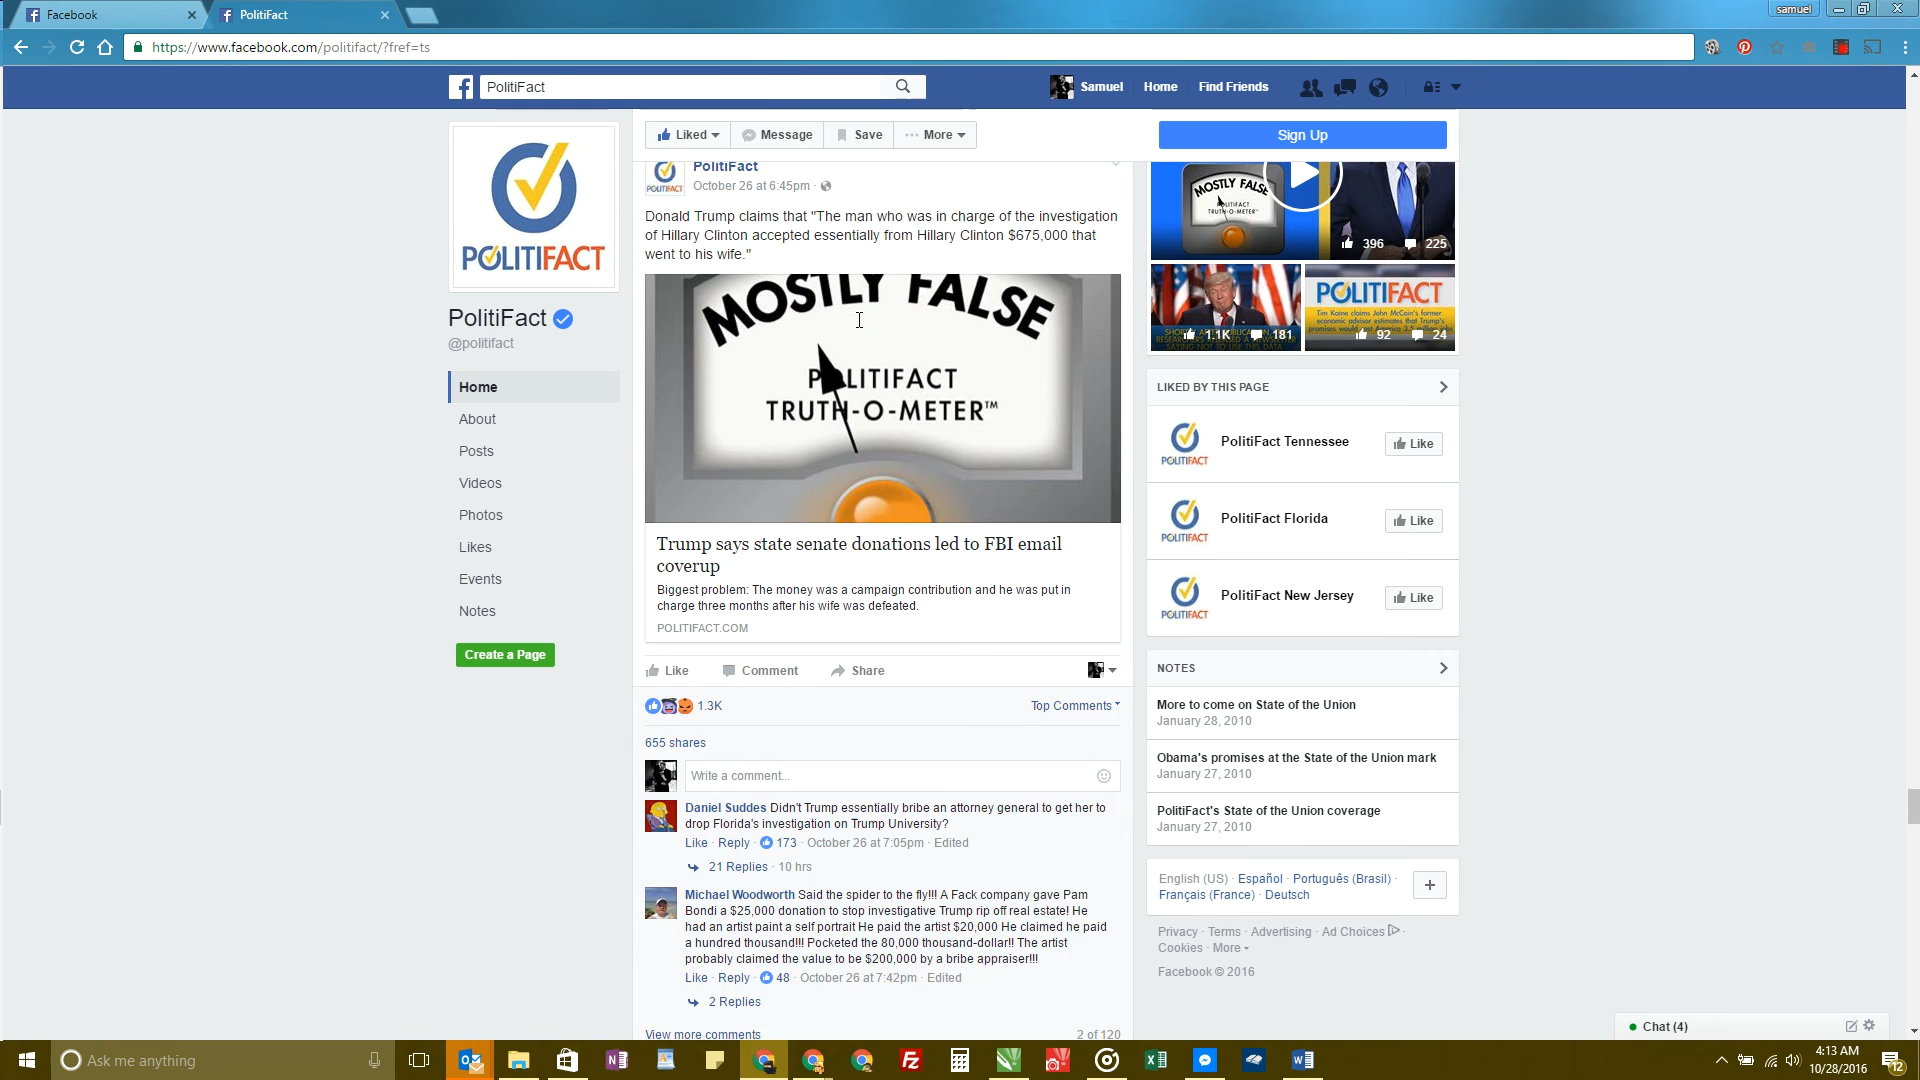 Facebook
PolitiFact
samuel
https://www.facebook.com/politifact/?fref=ts
PolitiFact
Samuel
Home
Find Friends
POLITIFACT
PolitiFact
@politifact
Home
About
Posts
Videos
Photos
Likes
Events
Notes
Create a Page
Liked
Message
Save
More
Sign Up
POLITIFACT
PolitiFact
October 26 at 6:45pm ·
Donald Trump claims that "The man who was in charge of the investigation
of Hillary Clinton accepted essentially from Hillary Clinton $675,000 that
went to his wife."
MOSTLY FALSE
POLITIFACT
TRUTH-O-METER™
Trump says state senate donations led to FBI email
coverup
Biggest problem: The money was a campaign contribution and he was put in
charge three months after his wife was defeated.
POLITIFACT.COM
Like
Comment
Share
1.3K
Top Comments
655 shares
Write a comment...
Daniel Suddes Didn't Trump essentially bribe an attorney general to get her to
drop Florida's investigation on Trump University?
Like · Reply · 173 · October 26 at 7:05pm · Edited
21 Replies · 10 hrs
Michael Woodworth Said the spider to the fly!!! A Fack company gave Pam
Bondi a $25,000 donation to stop investigative Trump rip off real estate! He
had an artist paint a self portrait He paid the artist $20,000 He claimed he paid
a hundred thousand!!! Pocketed the 80,000 thousand-dollar!! The artist
probably claimed the value to be $200,000 by a bribe appraiser!!!
Like · Reply · 48 · October 26 at 7:42pm · Edited
2 Replies
View more comments
2 of 120
MOSTLY FALSE
POLITIFACT
TRUTH-O-METER™
396
225
1.1K
181
POLITIFACT
Tim Kaine claims John McCain's former
economic advisor estimates that Trump's
92
24
LIKED BY THIS PAGE
POLITIFACT
PolitiFact Tennessee
Like
POLITIFACT
PolitiFact Florida
Like
POLITIFACT
PolitiFact New Jersey
Like
NOTES
More to come on State of the Union
January 28, 2010
Obama's promises at the State of the Union mark
January 27, 2010
PolitiFact's State of the Union coverage
January 27, 2010
English (US) · Español · Português (Brasil) ·
Français (France) · Deutsch
Privacy · Terms · Advertising · Ad Choices ·
Cookies · More
Facebook © 2016
Chat (4)
Ask me anything
4:13 AM
10/28/2016
12